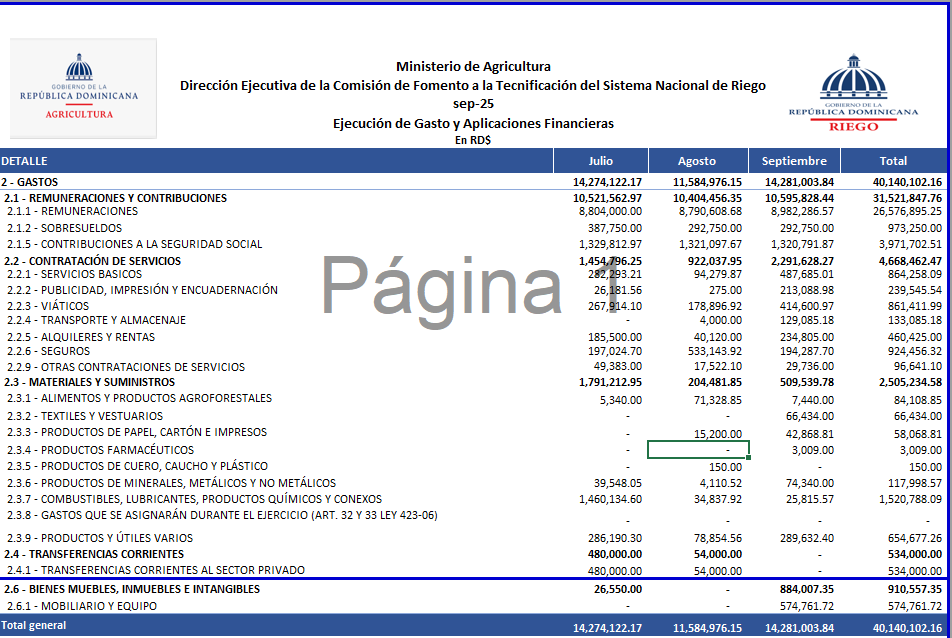 GOBIERNO DE LA
REPÚBLICA DOMINICANA
AGRICULTURA
Ministerio de Agricultura
Dirección Ejecutiva de la Comisión de Fomento a la Tecnificación del Sistema Nacional de Riego
sep-25
Ejecución de Gasto y Aplicaciones Financieras
En RD$
GOBIERNO DE LA
REPÚBLICA DOMINICANA
RIEGO
DETALLE Julio Agosto Septiembre Total
2 - GASTOS 14,274,122.17 11,584,976.15 14,281,003.84 40,140,102.16
2.1 - REMUNERACIONES Y CONTRIBUCIONES 10,521,562.97 10,404,456.35 10,595,828.44 31,521,847.76
2.1.1 - REMUNERACIONES 8,804,000.00 8,790,608.68 8,982,286.57 26,576,895.25
2.1.2 - SOBRESUELDOS 387,750.00 292,750.00 292,750.00 973,250.00
2.1.5 - CONTRIBUCIONES A LA SEGURIDAD SOCIAL 1,329,812.97 1,321,097.67 1,320,791.87 3,971,702.51
2.2 - CONTRATACIÓN DE SERVICIOS 1,454,796.25 922,037.95 2,291,628.27 4,668,462.47
2.2.1 - SERVICIOS BASICOS 282,293.21 94,279.87 487,685.01 864,258.09
2.2.2 - PUBLICIDAD, IMPRESIÓN Y ENCUADERNACIÓN 26,181.56 275.00 213,088.98 239,545.54
Página 1
2.2.3 - VIÁTICOS 267,914.10 178,896.92 414,600.97 861,411.99
2.2.4 - TRANSPORTE Y ALMACENAJE - 4,000.00 129,085.18 133,085.18
2.2.5 - ALQUILERES Y RENTAS 185,500.00 40,120.00 234,805.00 460,425.00
2.2.6 - SEGUROS 197,024.70 533,143.92 194,287.70 924,456.32
2.2.9 - OTRAS CONTRATACIONES DE SERVICIOS 49,383.00 17,522.10 29,736.00 96,641.10
2.3 - MATERIALES Y SUMINISTROS 1,791,212.95 204,481.85 509,539.78 2,505,234.58
2.3.1 - ALIMENTOS Y PRODUCTOS AGROFORESTALES 5,340.00 71,328.85 7,440.00 84,108.85
2.3.2 - TEXTILES Y VESTUARIOS - - 66,434.00 66,434.00
2.3.3 - PRODUCTOS DE PAPEL, CARTÓN E IMPRESOS - 15,200.00 42,868.81 58,068.81
2.3.4 - PRODUCTOS FARMACÉUTICOS - - 3,009.00 3,009.00
2.3.5 - PRODUCTOS DE CUERO, CAUCHO Y PLÁSTICO - 150.00 - 150.00
2.3.6 - PRODUCTOS DE MINERALES, METÁLICOS Y NO METÁLICOS 39,548.05 4,110.52 74,340.00 117,998.57
2.3.7 - COMBUSTIBLES, LUBRICANTES, PRODUCTOS QUÍMICOS Y CONEXOS 1,460,134.60 34,837.92 25,815.57 1,520,788.09
2.3.8 - GASTOS QUE SE ASIGNARÁN DURANTE EL EJERCICIO (ART. 32 Y 33 LEY 423-06) - - - -
2.3.9 - PRODUCTOS Y ÚTILES VARIOS 286,190.30 78,854.56 289,632.40 654,677.26
2.4 - TRANSFERENCIAS CORRIENTES 480,000.00 54,000.00 - 534,000.00
2.4.1 - TRANSFERENCIAS CORRIENTES AL SECTOR PRIVADO 480,000.00 54,000.00 - 534,000.00
2.6 - BIENES MUEBLES, INMUEBLES E INTANGIBLES 26,550.00 - 884,007.35 910,557.35
2.6.1 - MOBILIARIO Y EQUIPO - - 574,761.72 574,761.72
Total general 14,274,122.17 11,584,976.15 14,281,003.84 40,140,102.16